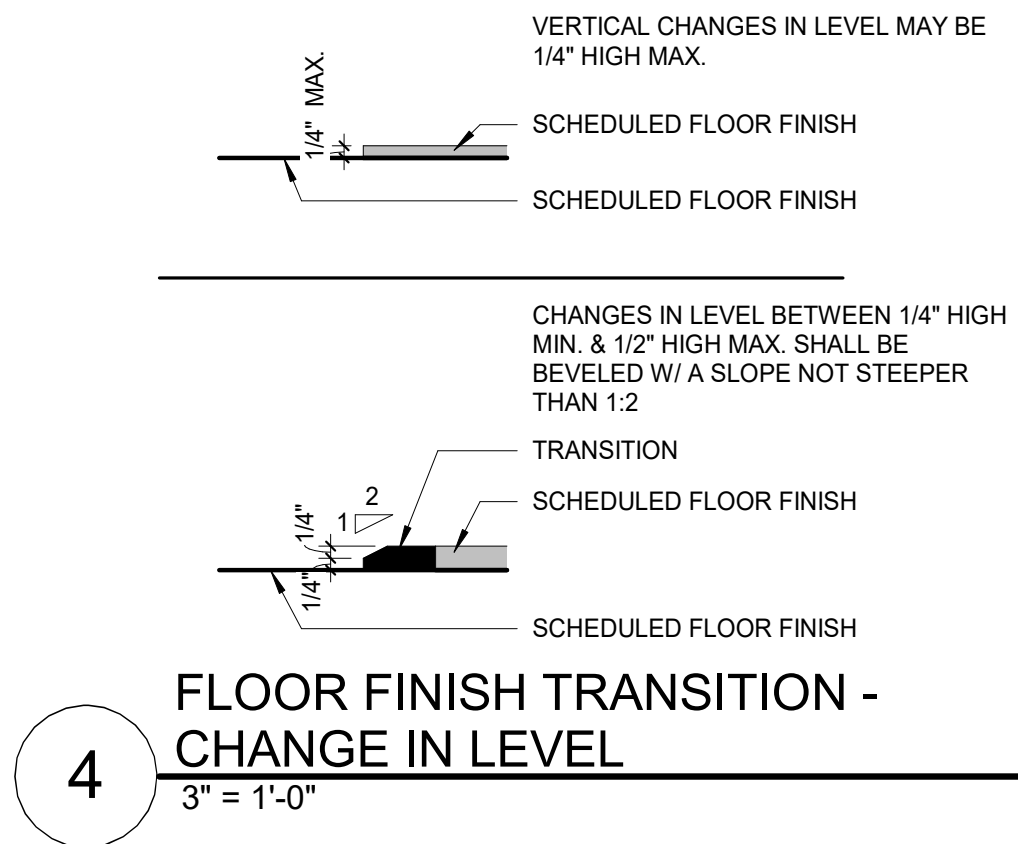 VERTICAL CHANGES IN LEVEL MAY BE
1/4" HIGH MAX.
1/4" MAX.
SCHEDULED FLOOR FINISH
SCHEDULED FLOOR FINISH
CHANGES IN LEVEL BETWEEN 1/4" HIGH
MIN. & 1/2" HIGH MAX. SHALL BE
BEVELED W/ A SLOPE NOT STEEPER
THAN 1:2
TRANSITION
2
1
SCHEDULED FLOOR FINISH
1/4"
1/4"
SCHEDULED FLOOR FINISH
FLOOR FINISH TRANSITION -
CHANGE IN LEVEL
4
3" = 1'-0"